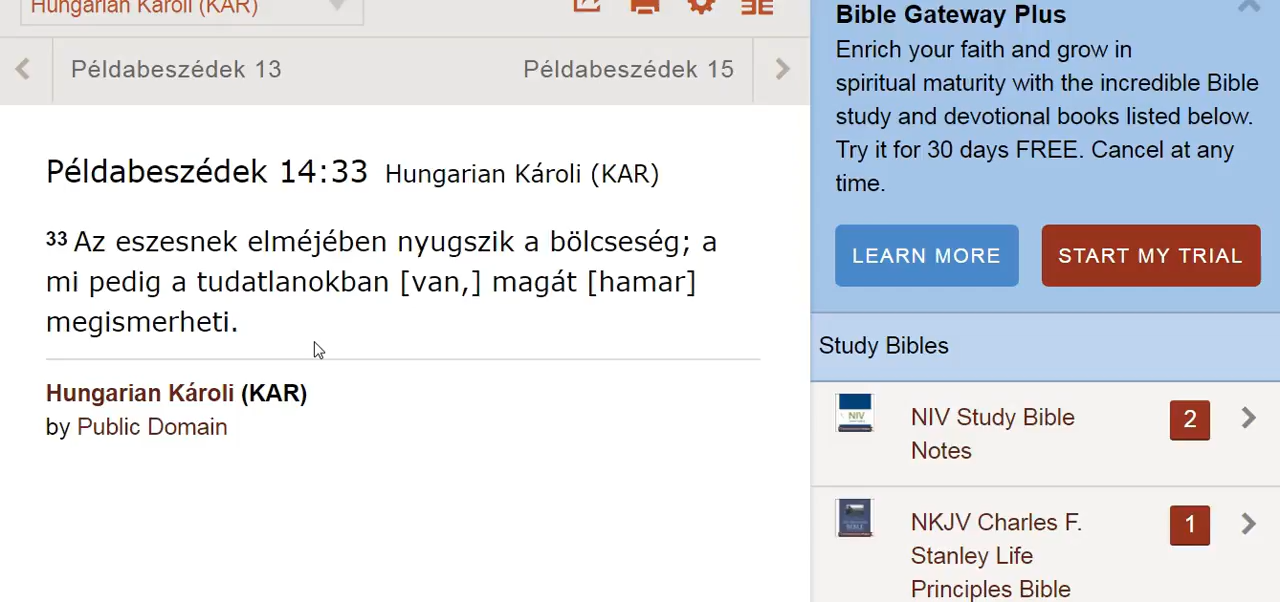 Hungarian Károli (KAR)
Példabeszédek 13
Példabeszédek 15
Példabeszédek 14:33 Hungarian Károli (KAR)
33 Az eszesnek elméjében nyugszik a bölcseség; a
mi pedig a tudatlanokban [van,] magát [hamar]
megismerheti.
Hungarian Károli (KAR)
by Public Domain
Bible Gateway Plus
Enrich your faith and grow in
spiritual maturity with the incredible Bible
study and devotional books listed below.
Try it for 30 days FREE. Cancel at any
time.
LEARN MORE
START MY TRIAL
Study Bibles
NIV
NIV Study Bible
Notes
2
NKJV Charles F.
Stanley Life
Principles Bible
1